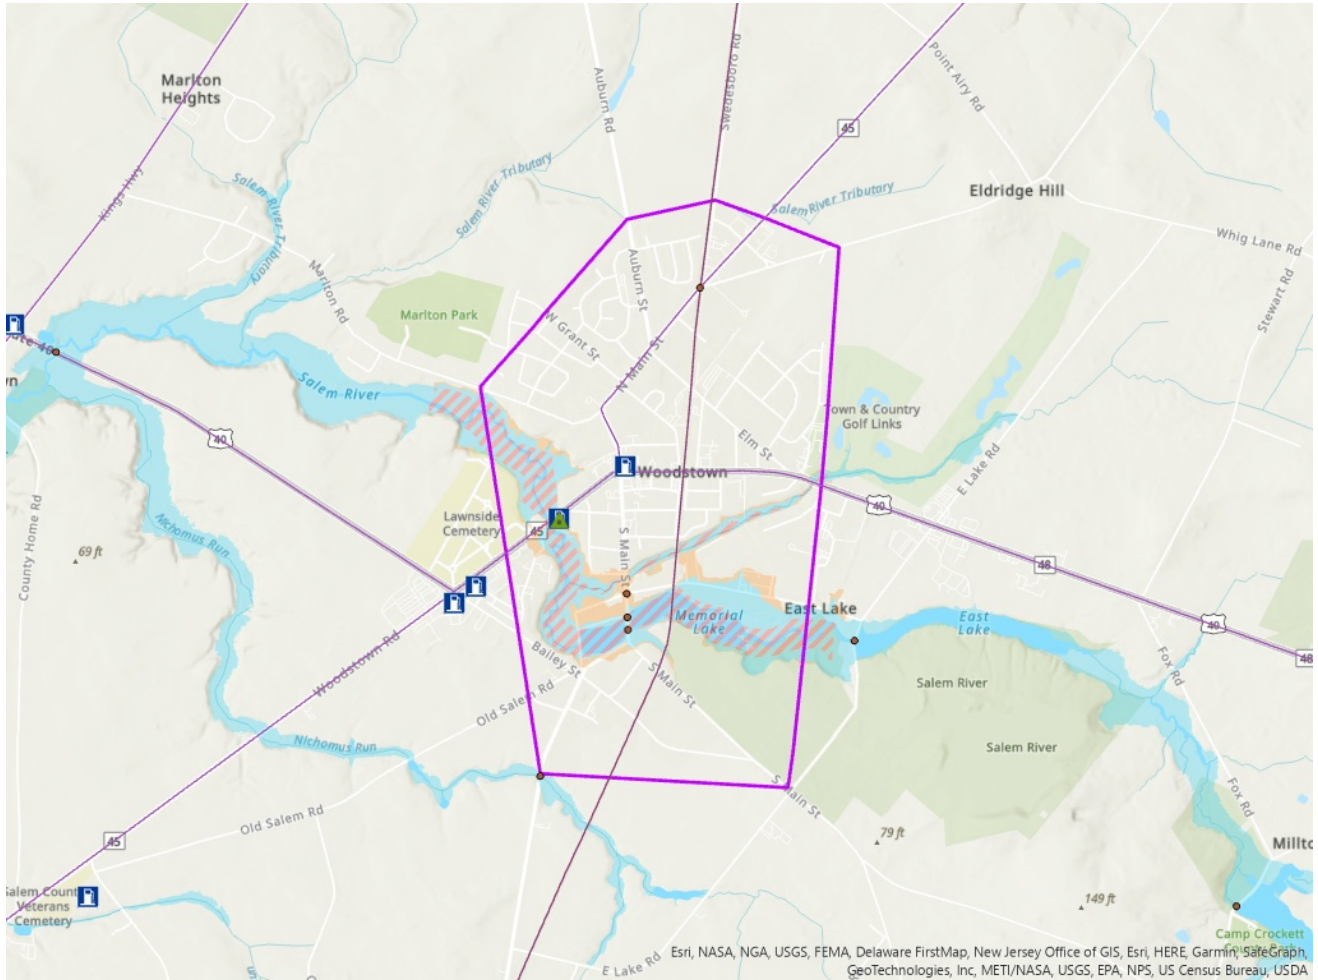 Marlton
Heights
Kings Hwy
Salem River Tributary
Salem River Tributary
Auburn Rd
Swedesboro Rd
45
Point Airy Rd
Eldridge Hill
Salem River Tributary
Whig Lane Rd
Stewart Rd
Marlton Rd
Marlton Park
Auburn St
W Grant St
N Main St
Salem River
40
Town & Country
Golf Links
Elm St
Woodstown
E Lake Rd
40
48
Lawnside
Cemetery
45
S Main St
County Home Rd
Nichomus Run
69 ft
Memorial
Lake
East Lake
East
Lake
40
48
Fox Rd
Woodstown Rd
Bailey St
Old Salem Rd
S Main St
Salem River
Salem River
Nichomus Run
S Main St
Fox Rd
Old Salem Rd
45
79 ft
149 ft
Veterans
Cemetery
E Lake Rd
Camp Crockett
Esri, NASA, NGA, USGS, FEMA, Delaware FirstMap, New Jersey Office of GIS, Esri, HERE, Garmin, SafeGraph,
GeoTechnologies, Inc, METI/NASA, USGS, EPA, NPS, US Census Bureau, USDA